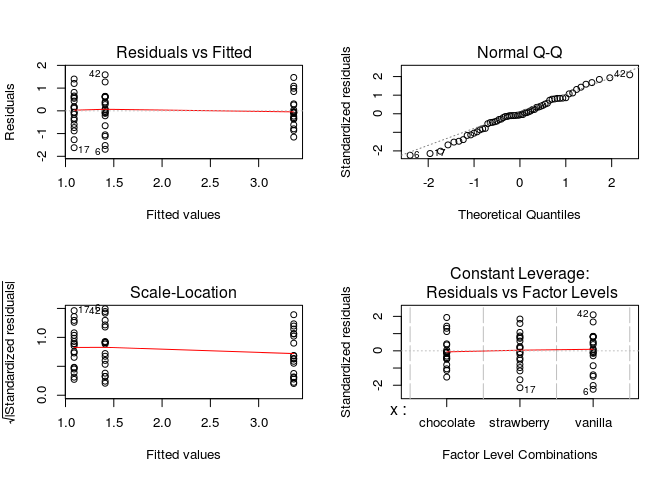 Residuals vs Fitted
Residuals
2
1
0
-1
-2
42
17
6
1.0 1.5 2.0 2.5 3.0
Fitted values
Normal Q-Q
Standardized residuals
2
0
-2
42
17
6
-2 -1 0 1 2
Theoretical Quantiles
Scale-Location
√|Standardized residuals|
1.0
0.0
17
42
6
1.0 1.5 2.0 2.5 3.0
Fitted values
Constant Leverage:
Residuals vs Factor Levels
Standardized residuals
2
0
-2
42
17
6
x :
chocolate strawberry vanilla
Factor Level Combinations